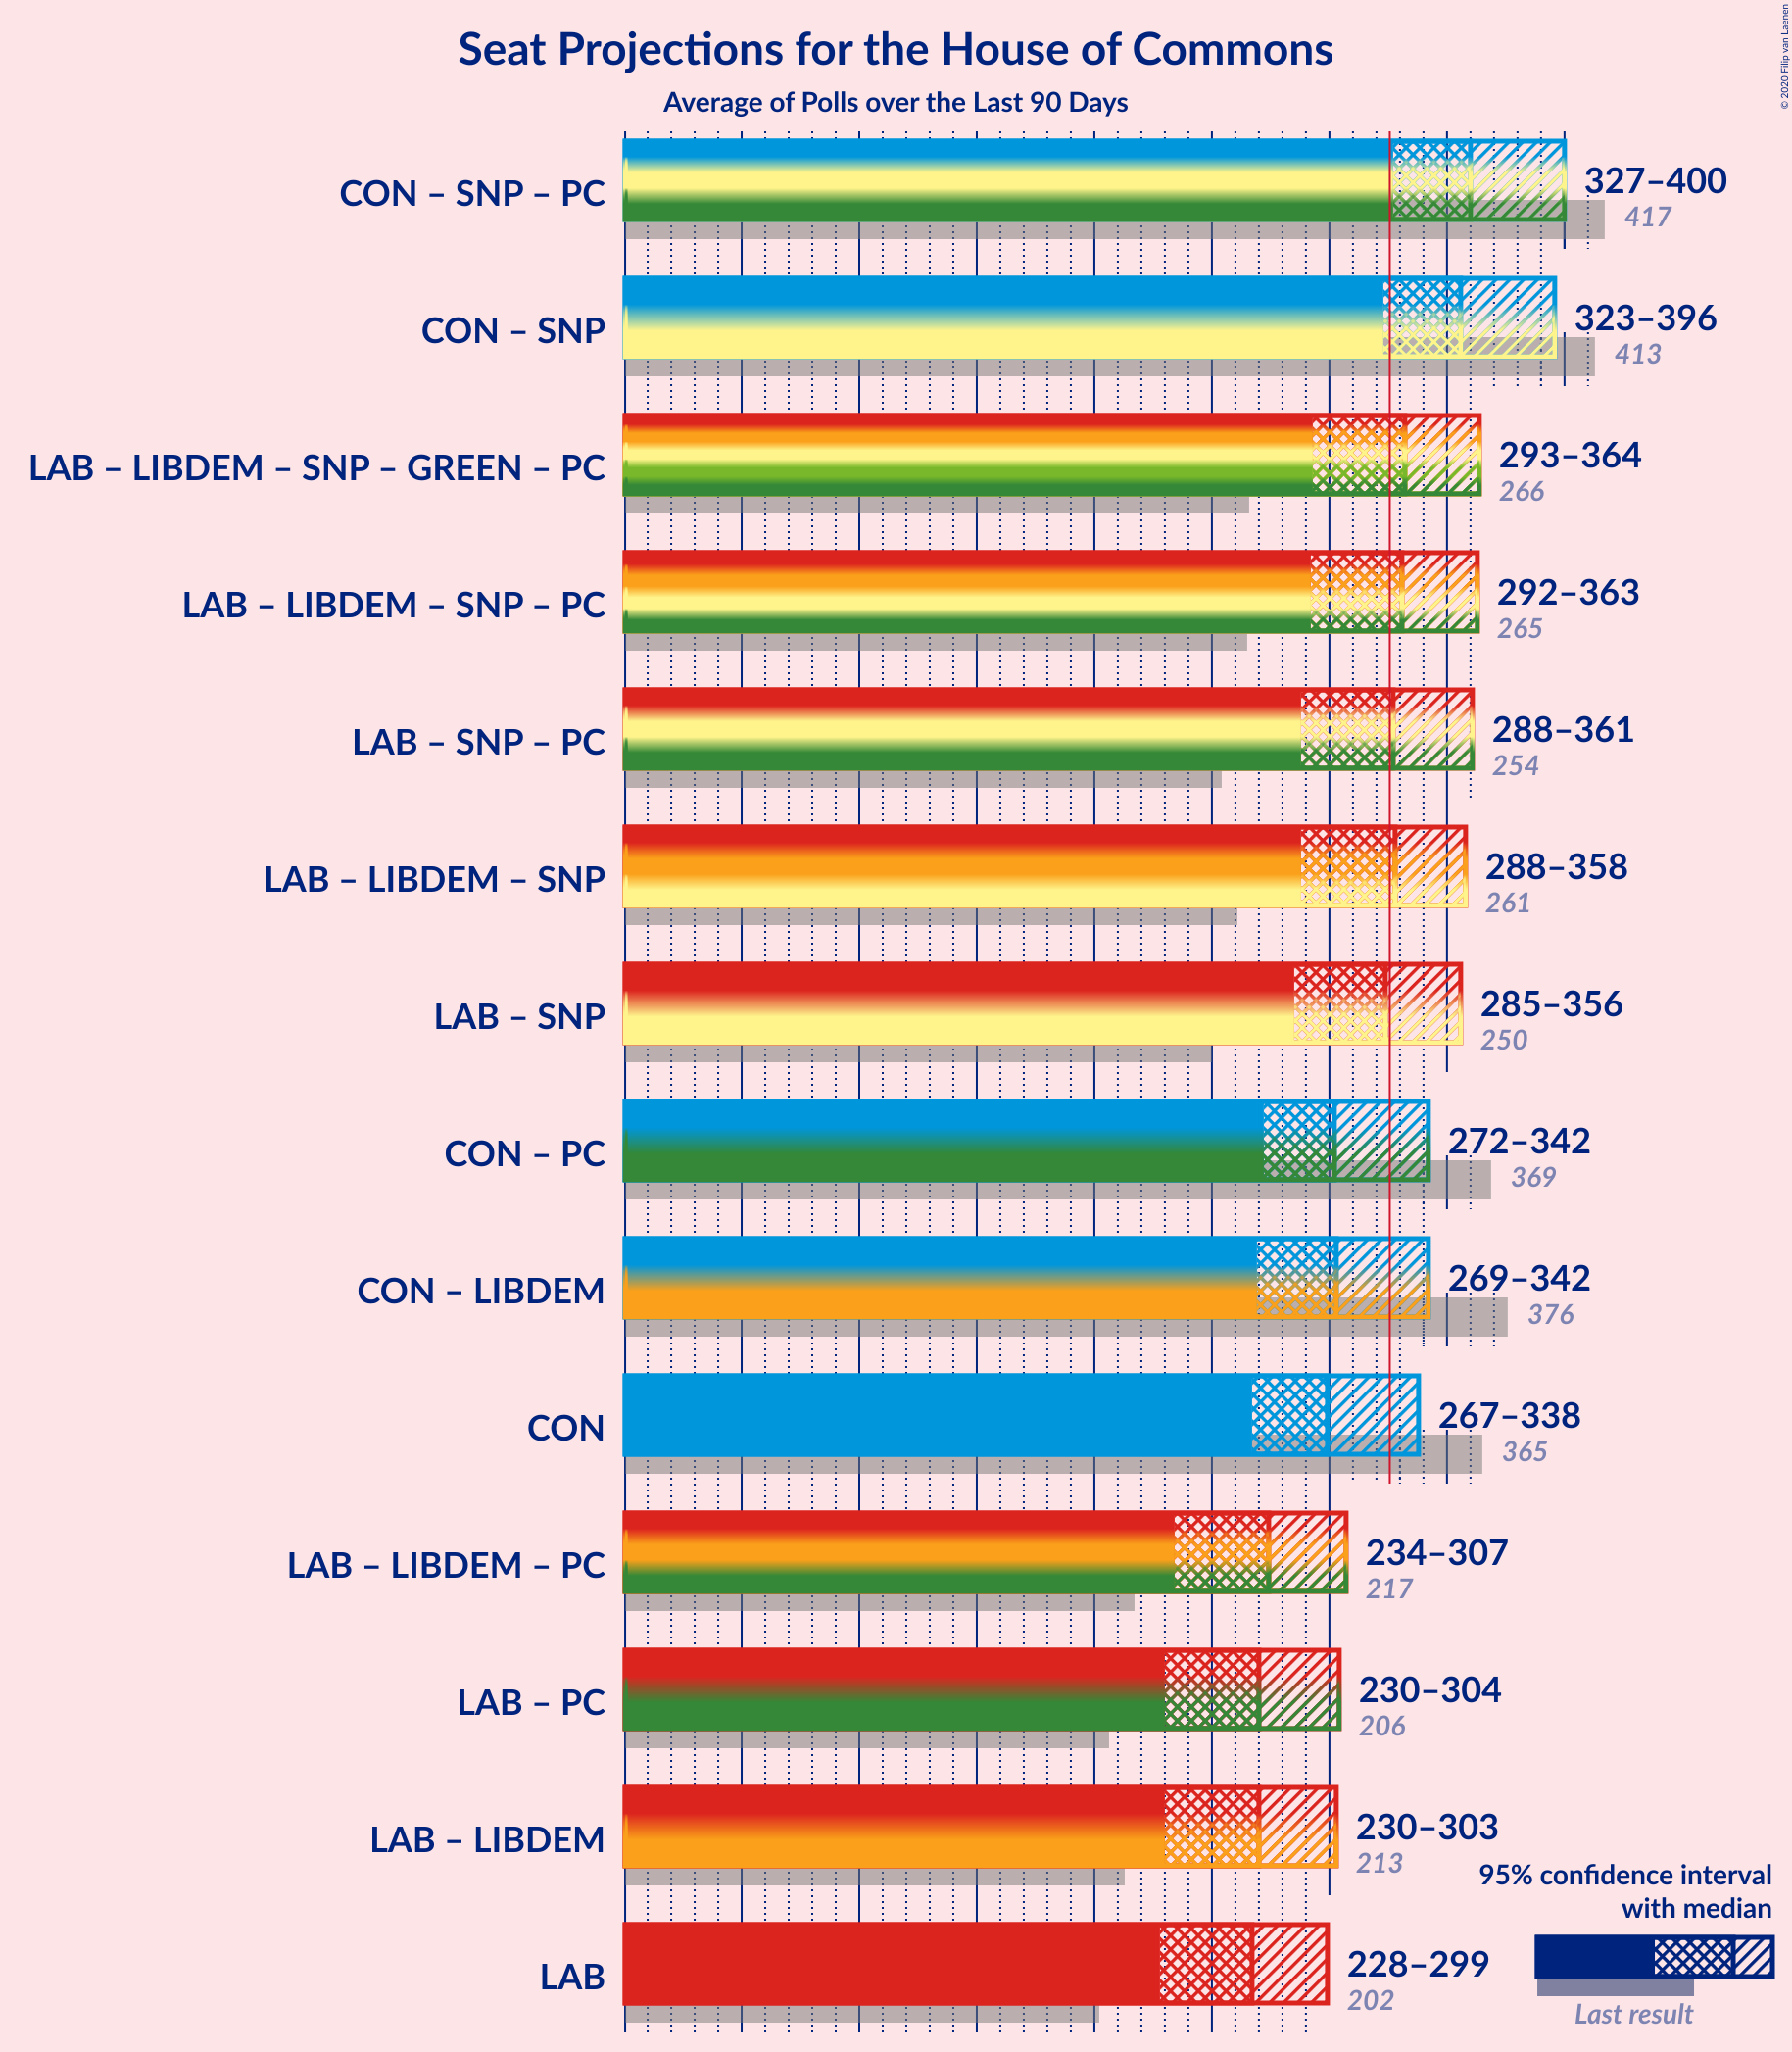 Seat Projections for the House of Commons
Average of Polls over the Last 90 Days
© 2020 Filip van Laenen
CON – SNP – PC
327–400
417
CON – SNP
323–396
413
LAB – LIBDEM – SNP – GREEN – PC
293–364
266
LAB – LIBDEM – SNP – PC
292–363
265
LAB – SNP – PC
288–361
254
LAB – LIBDEM – SNP
288–358
261
LAB – SNP
285–356
250
CON – PC
272–342
369
CON – LIBDEM
269–342
376
CON
267–338
365
LAB – LIBDEM – PC
234–307
217
LAB – PC
230–304
206
LAB – LIBDEM
230–303
213
LAB
228–299
202
95% confidence interval
with median
Last result